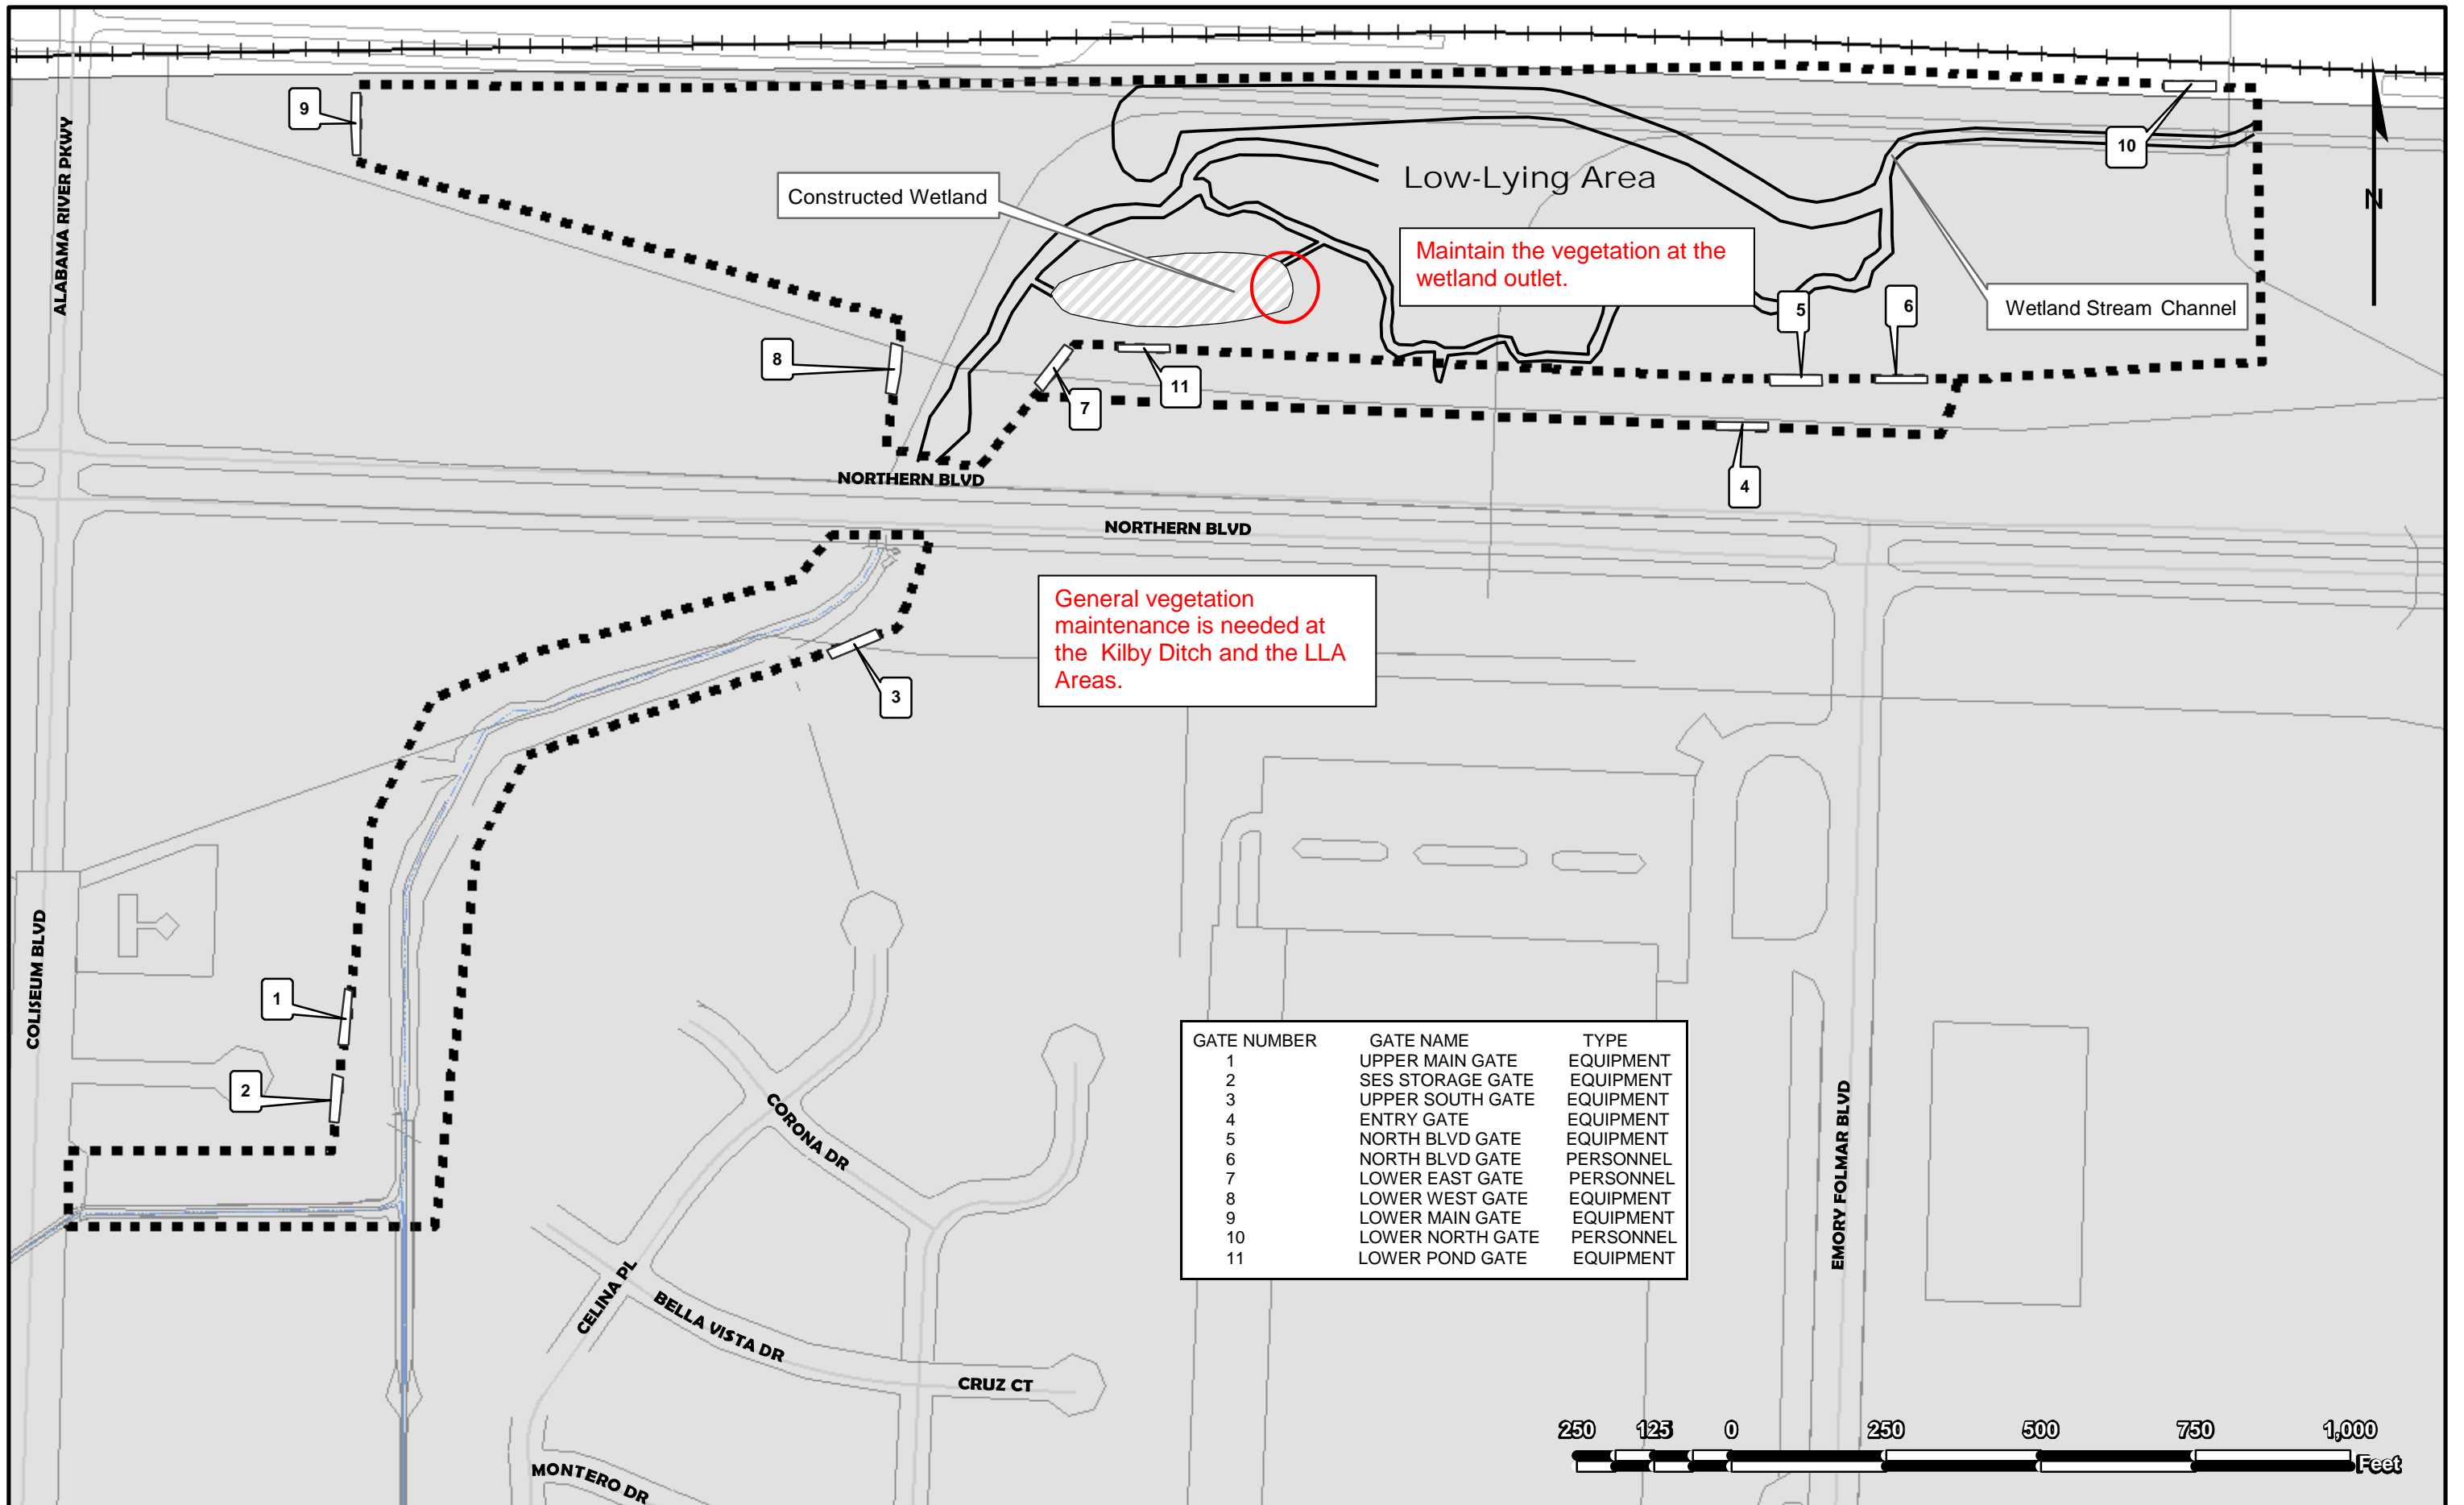 9
10
ALABAMA RIVER PKWY
Constructed Wetland
Low-Lying Area
N
Maintain the vegetation at the
wetland outlet.
5
6
Wetland Stream Channel
8
11
7
4
NORTHERN BLVD
NORTHERN BLVD
General vegetation
maintenance is needed at
the Kilby Ditch and the LLA
Areas.
3
COLISEUM BLVD
1
2
CORONA DR
CELINA PL
BELLA VISTA DR
CRUZ CT
MONTERO DR
EMORY FOLMAR BLVD
GATE NUMBER GATE NAME TYPE
1 UPPER MAIN GATE EQUIPMENT
2 SES STORAGE GATE EQUIPMENT
3 UPPER SOUTH GATE EQUIPMENT
4 ENTRY GATE EQUIPMENT
5 NORTH BLVD GATE EQUIPMENT
6 NORTH BLVD GATE PERSONNEL
7 LOWER EAST GATE PERSONNEL
8 LOWER WEST GATE EQUIPMENT
9 LOWER MAIN GATE EQUIPMENT
10 LOWER NORTH GATE PERSONNEL
11 LOWER POND GATE EQUIPMENT
250 125 0 250 500 750 1,000
Feet